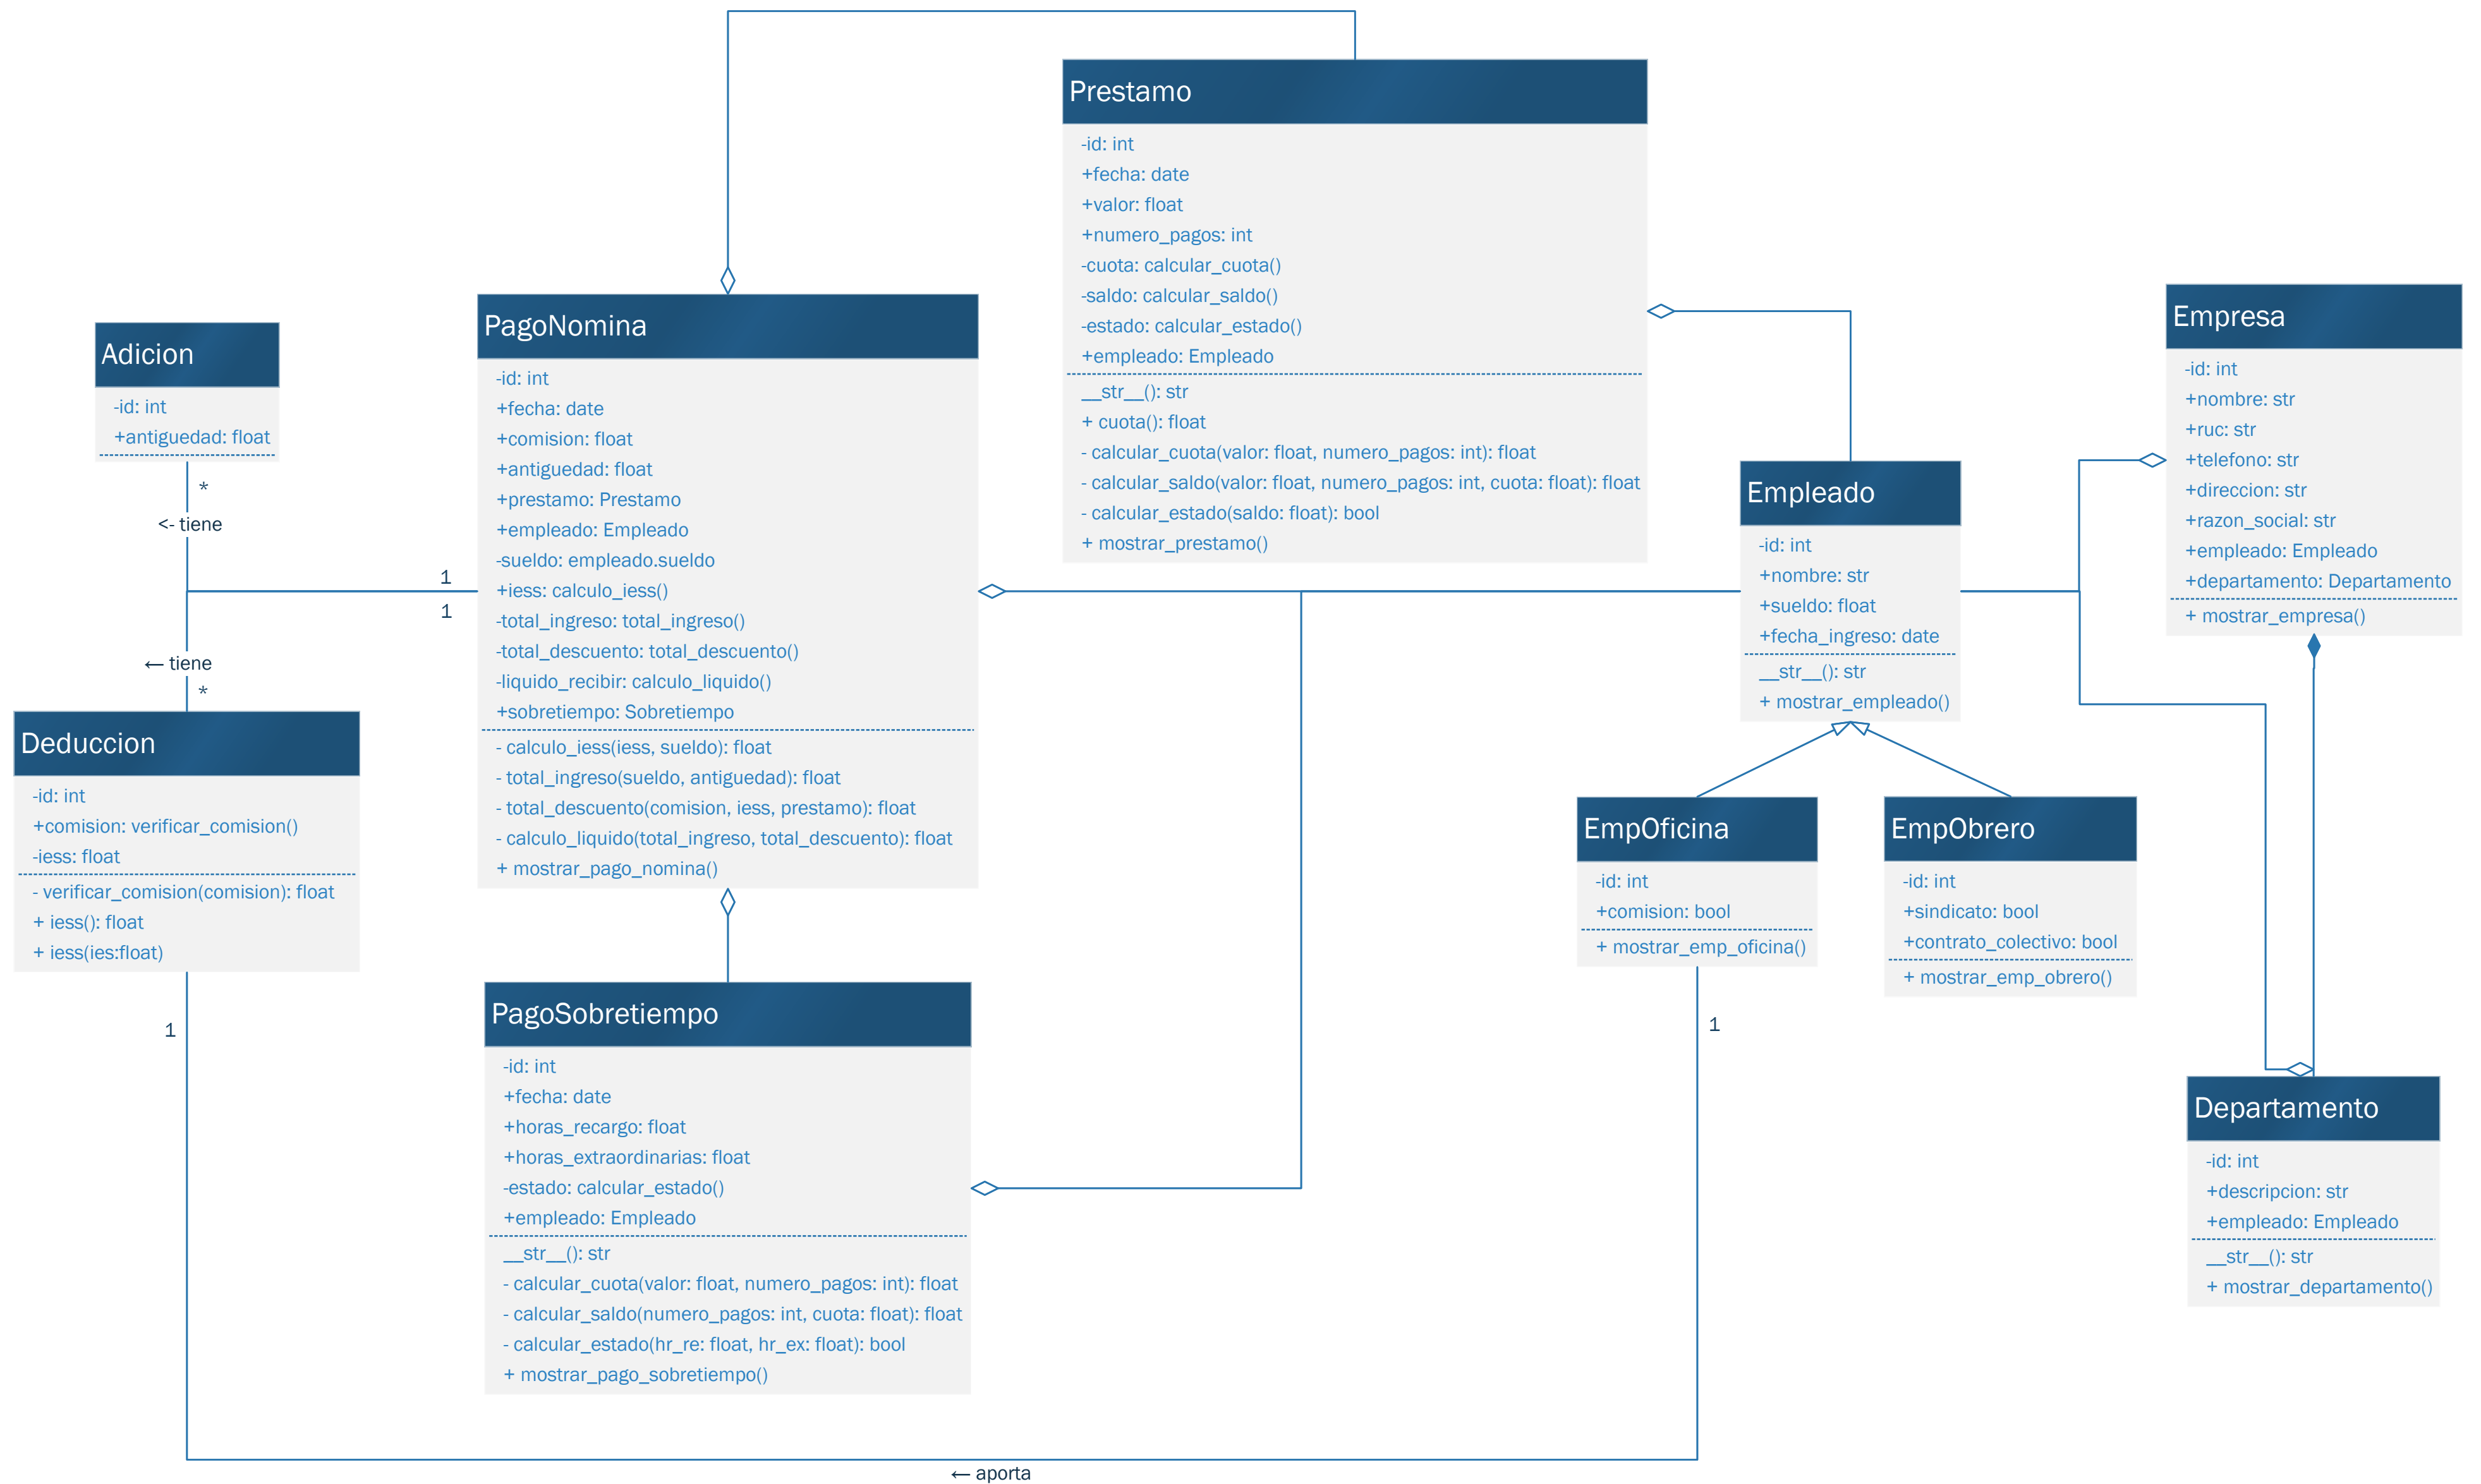 Prestamo
-id: int
+fecha: date
+valor: float
+numero_pagos: int
-cuota: calcular_cuota()
-saldo: calcular_saldo()
-estado: calcular_estado()
+empleado: Empleado
__str__(): str
+ cuota(): float
- calcular_cuota(valor: float, numero_pagos: int): float
- calcular_saldo(valor: float, numero_pagos: int, cuota: float): float
- calcular_estado(saldo: float): bool
+ mostrar_prestamo()
Adicion
-id: int
+antiguedad: float
*
<- tiene
1
1
← tiene
*
PagoNomina
-id: int
+fecha: date
+comision: float
+antiguedad: float
+prestamo: Prestamo
+empleado: Empleado
-sueldo: empleado.sueldo
+iess: calculo_iess()
-total_ingreso: total_ingreso()
-total_descuento: total_descuento()
-liquido_recibir: calculo_liquido()
+sobretiempo: Sobretiempo
- calculo_iess(iess, sueldo): float
- total_ingreso(sueldo, antiguedad): float
- total_descuento(comision, iess, prestamo): float
- calculo_liquido(total_ingreso, total_descuento): float
+ mostrar_pago_nomina()
Empleado
-id: int
+nombre: str
+sueldo: float
+fecha_ingreso: date
__str__(): str
+ mostrar_empleado()
Empresa
-id: int
+nombre: str
+ruc: str
+telefono: str
+direccion: str
+razon_social: str
+empleado: Empleado
+departamento: Departamento
+ mostrar_empresa()
Deduccion
-id: int
+comision: verificar_comision()
-iess: float
- verificar_comision(comision): float
+ iess(): float
+ iess(ies:float)
1
EmpOficina
-id: int
+comision: bool
+ mostrar_emp_oficina()
1
EmpObrero
-id: int
+sindicato: bool
+contrato_colectivo: bool
+ mostrar_emp_obrero()
PagoSobretiempo
-id: int
+fecha: date
+horas_recargo: float
+horas_extraordinarias: float
-estado: calcular_estado()
+empleado: Empleado
__str__(): str
- calcular_cuota(valor: float, numero_pagos: int): float
- calcular_saldo(numero_pagos: int, cuota: float): float
- calcular_estado(hr_re: float, hr_ex: float): bool
+ mostrar_pago_sobretiempo()
Departamento
-id: int
+descripcion: str
+empleado: Empleado
__str__(): str
+ mostrar_departamento()
← aporta